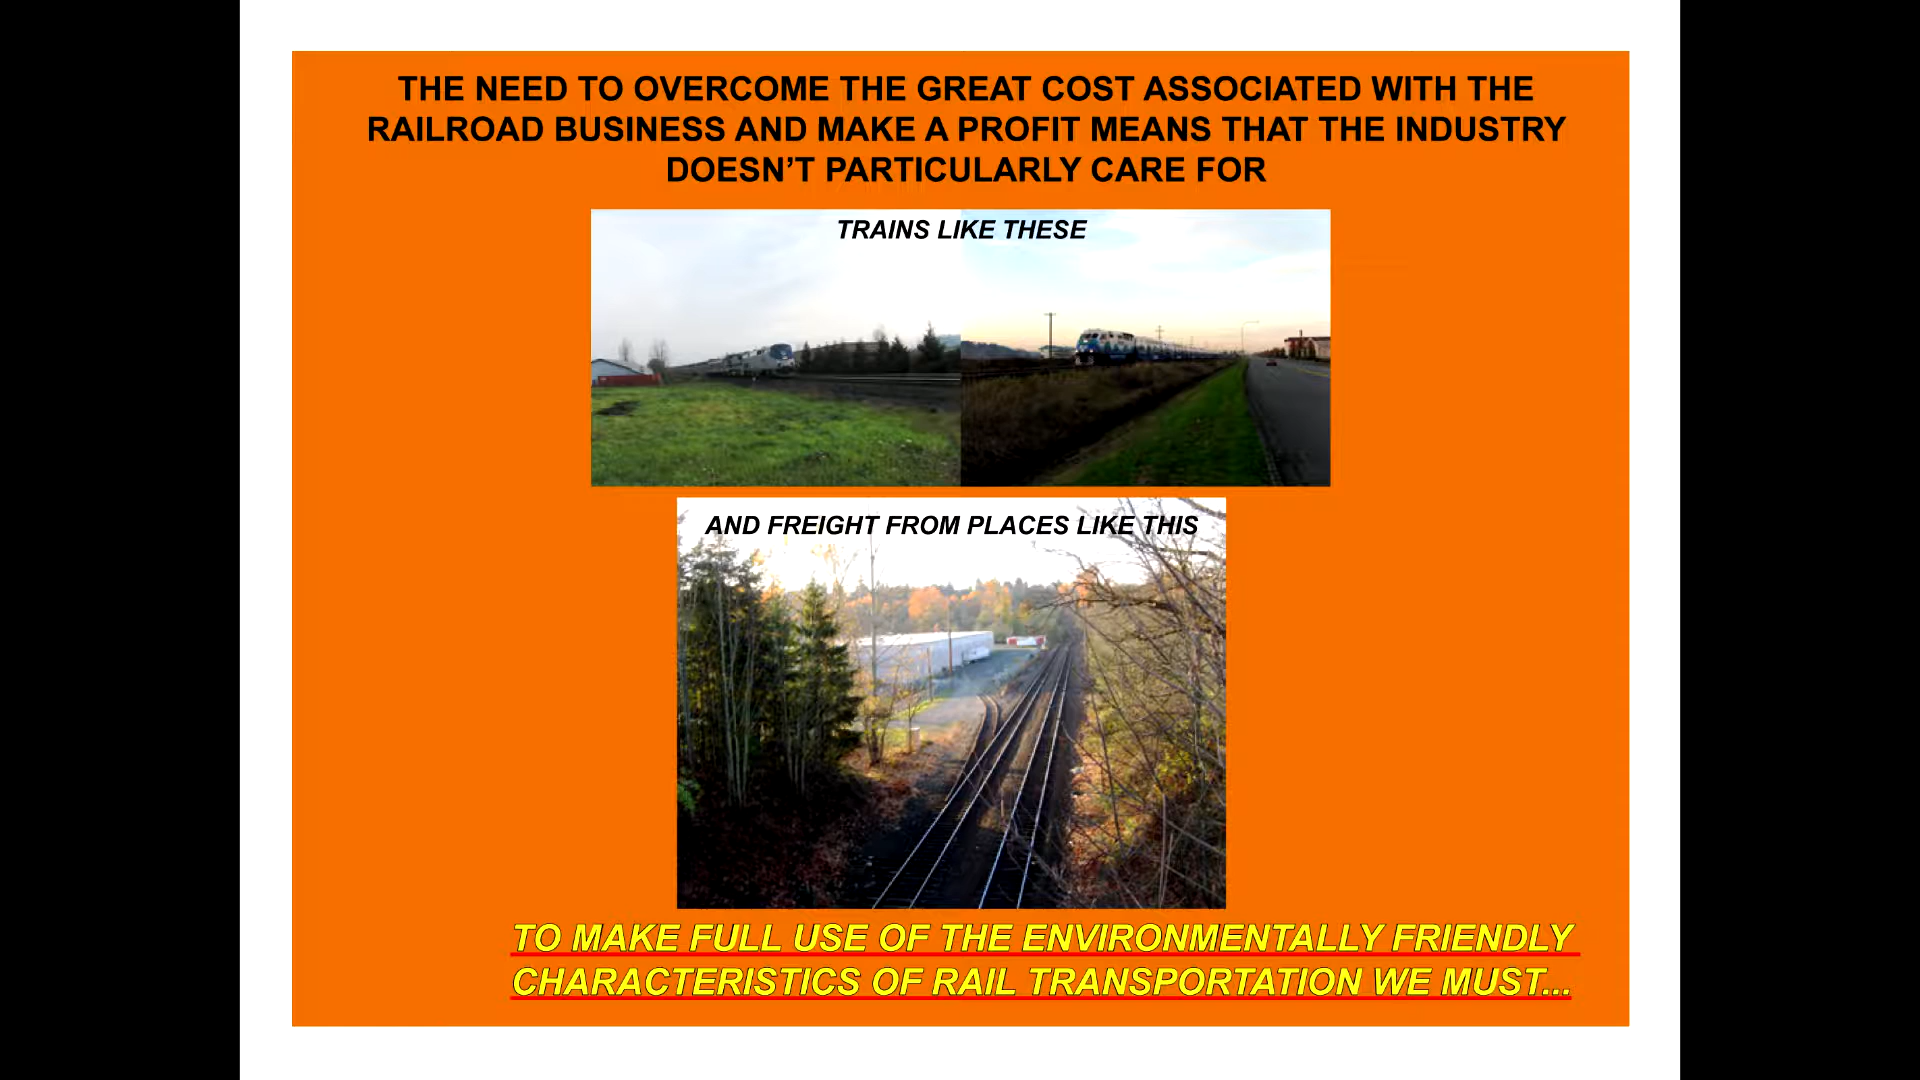 THE NEED TO OVERCOME THE GREAT COST ASSOCIATED WITH THE
RAILROAD BUSINESS AND MAKE A PROFIT MEANS THAT THE INDUSTRY
DOESN’T PARTICULARLY CARE FOR
TRAINS LIKE THESE
AND FREIGHT FROM PLACES LIKE THIS
TO MAKE FULL USE OF THE ENVIRONMENTALLY FRIENDLY
CHARACTERISTICS OF RAIL TRANSPORTATION WE MUST...